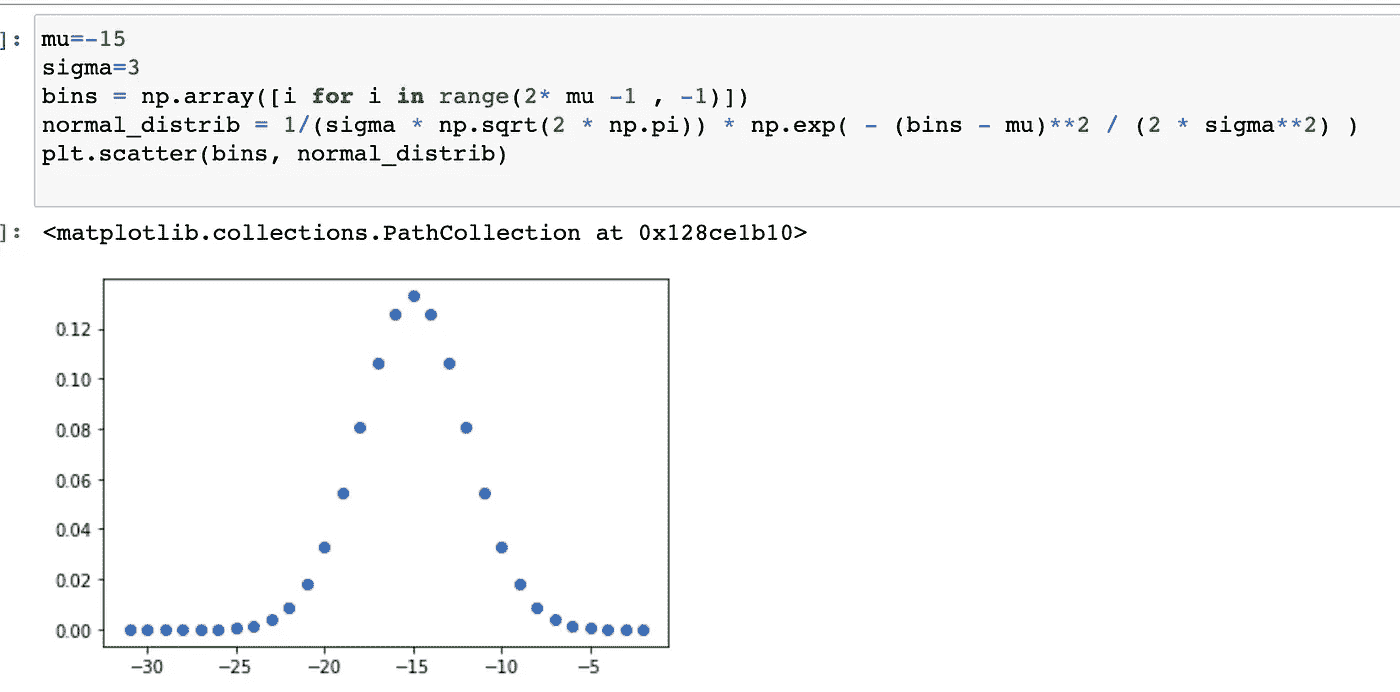 ]: mu=-15
sigma=3
bins = np.array([i for i in range(2* mu -1 , -1)])
normal_distrib = 1/(sigma * np.sqrt(2 * np.pi)) * np.exp( - (bins - mu)**2 / (2 * sigma**2) )
plt.scatter(bins, normal_distrib)
]: <matplotlib.collections.PathCollection at 0x128ce1b10>
0.12
0.10
0.08
0.06
0.04
0.02
0.00
−30 −25 −20 −15 −10 −5